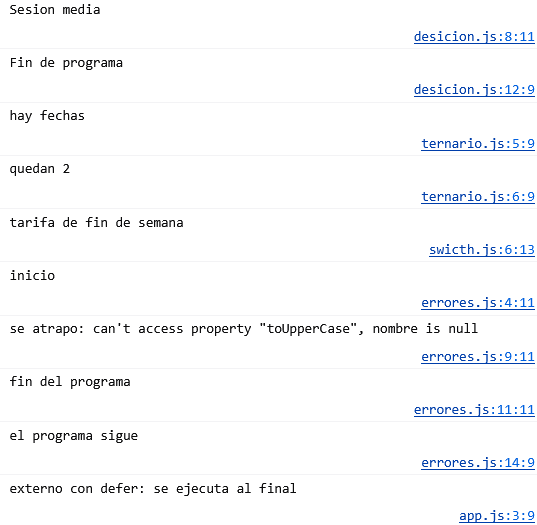 Sesion media
desicion.js:8:11
Fin de programa
desicion.js:12:9
hay fechas
ternario.js:5:9
quedan 2
ternario.js:6:9
tarifa de fin de semana
swicth.js:6:13
inicio
errores.js:4:11
se atrapo: can't access property "toUpperCase", nombre is null
errores.js:9:11
fin del programa
errores.js:11:11
el programa sigue
errores.js:14:9
externo con defer: se ejecuta al final
app.js:3:9